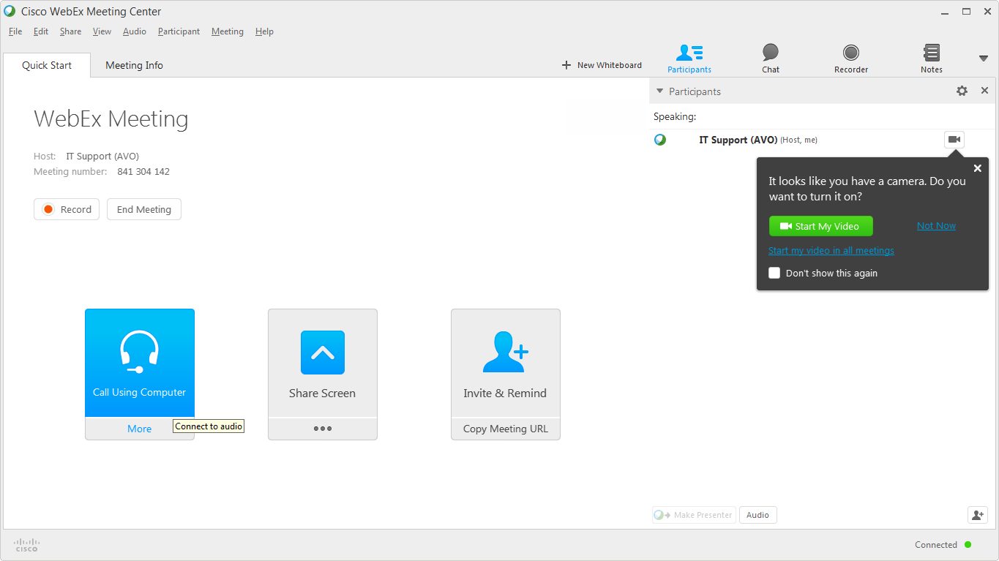 Cisco WebEx Meeting Center
File Edit Share View Audio Participant Meeting Help
Quick Start Meeting Info
New Whiteboard
Participants
Chat
Recorder
Notes
Participants
Speaking:
IT Support (AVO) (Host, me)
WebEx Meeting
Host: IT Support (AVO)
Meeting number: 841 304 142
Record
End Meeting
It looks like you have a camera. Do you
want to turn it on?
Start My Video
Not Now
Start my video in all meetings
Don't show this again
Call Using Computer
More
Connect to audio
Share Screen
Invite & Remind
Copy Meeting URL
Make Presenter
Audio
CISCO
Connected